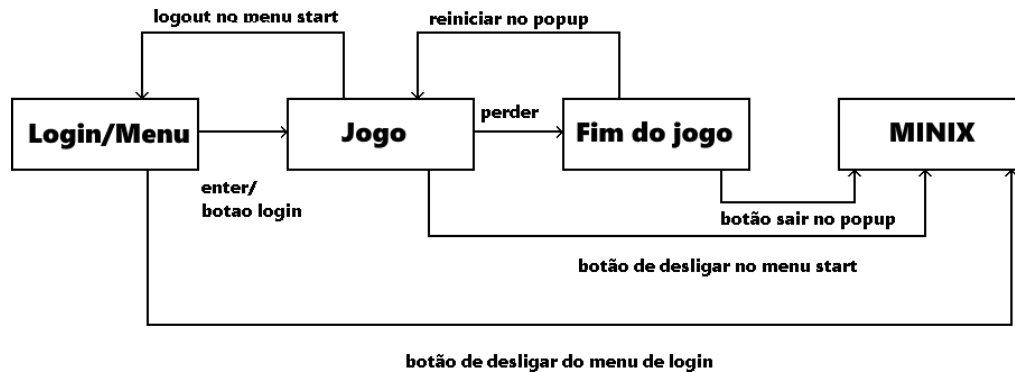 logout no menu start
reiniciar no popup
perder
Login/Menu
Jogo
Fim do jogo
MINIX
enter/
botao login
botão sair no popup
botão de desligar no menu start
botão de desligar do menu de login